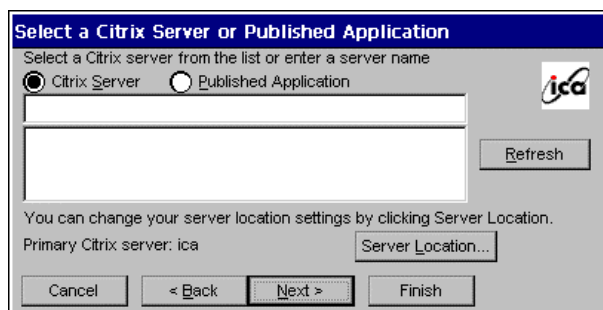 Select a Citrix Server or Published Application
Select a Citrix server from the list or enter a server name
Citrix Server Published Application
ica
Refresh
You can change your server location settings by clicking Server Location.
Primary Citrix server: ica Server Location...
Cancel < Back Next > Finish